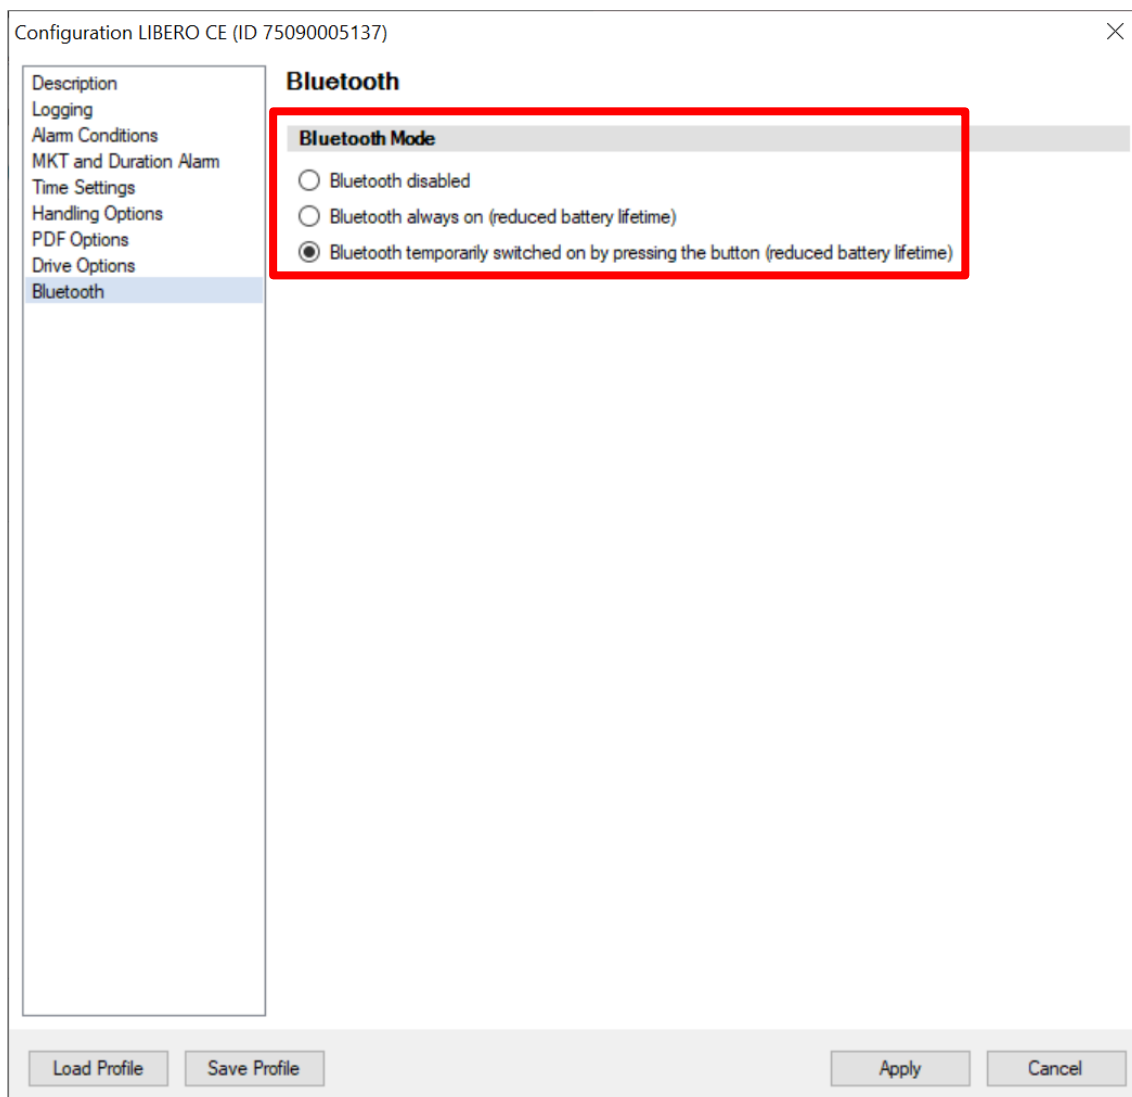 Configuration LIBERO CE (ID 75090005137)
Description
Logging
Alarm Conditions
MKT and Duration Alarm
Time Settings
Handling Options
PDF Options
Drive Options
Bluetooth
Bluetooth
Bluetooth Mode
Bluetooth disabled
Bluetooth always on (reduced battery lifetime)
Bluetooth temporarily switched on by pressing the button (reduced battery lifetime)
Load Profile
Save Profile
Apply
Cancel